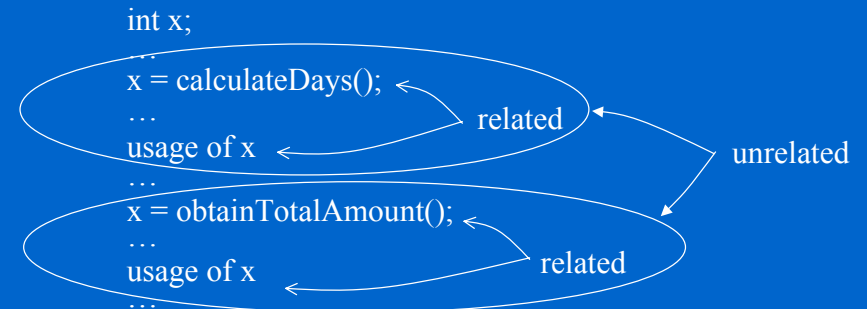 int x;
…
x = calculateDays();
…
related
usage of x
unrelated
…
x = obtainTotalAmount();
…
related
usage of x
…